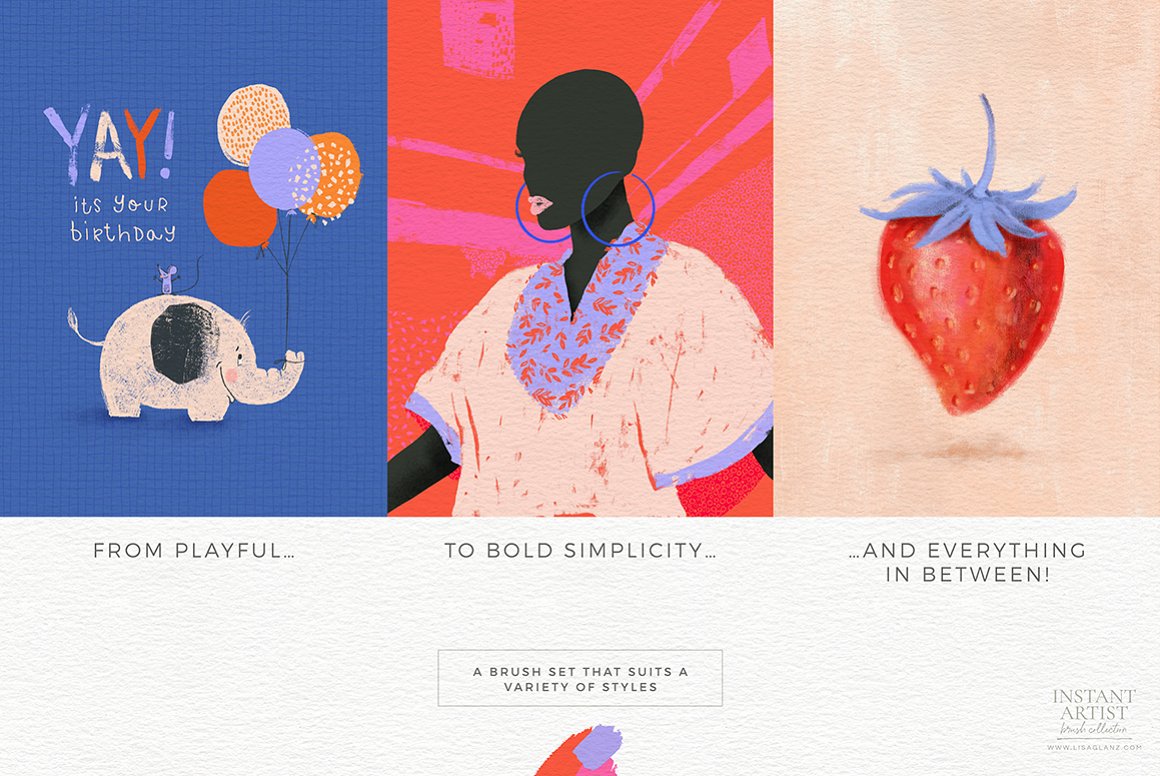 YAY!
its your
birthday
FROM PLAYFUL…
TO BOLD SIMPLICITY…
…AND EVERYTHING
IN BETWEEN!
A BRUSH SET THAT SUITS A
VARIETY OF STYLES
INSTANT
ARTIST
brush collection
WWW.LISAGLANZ.COM